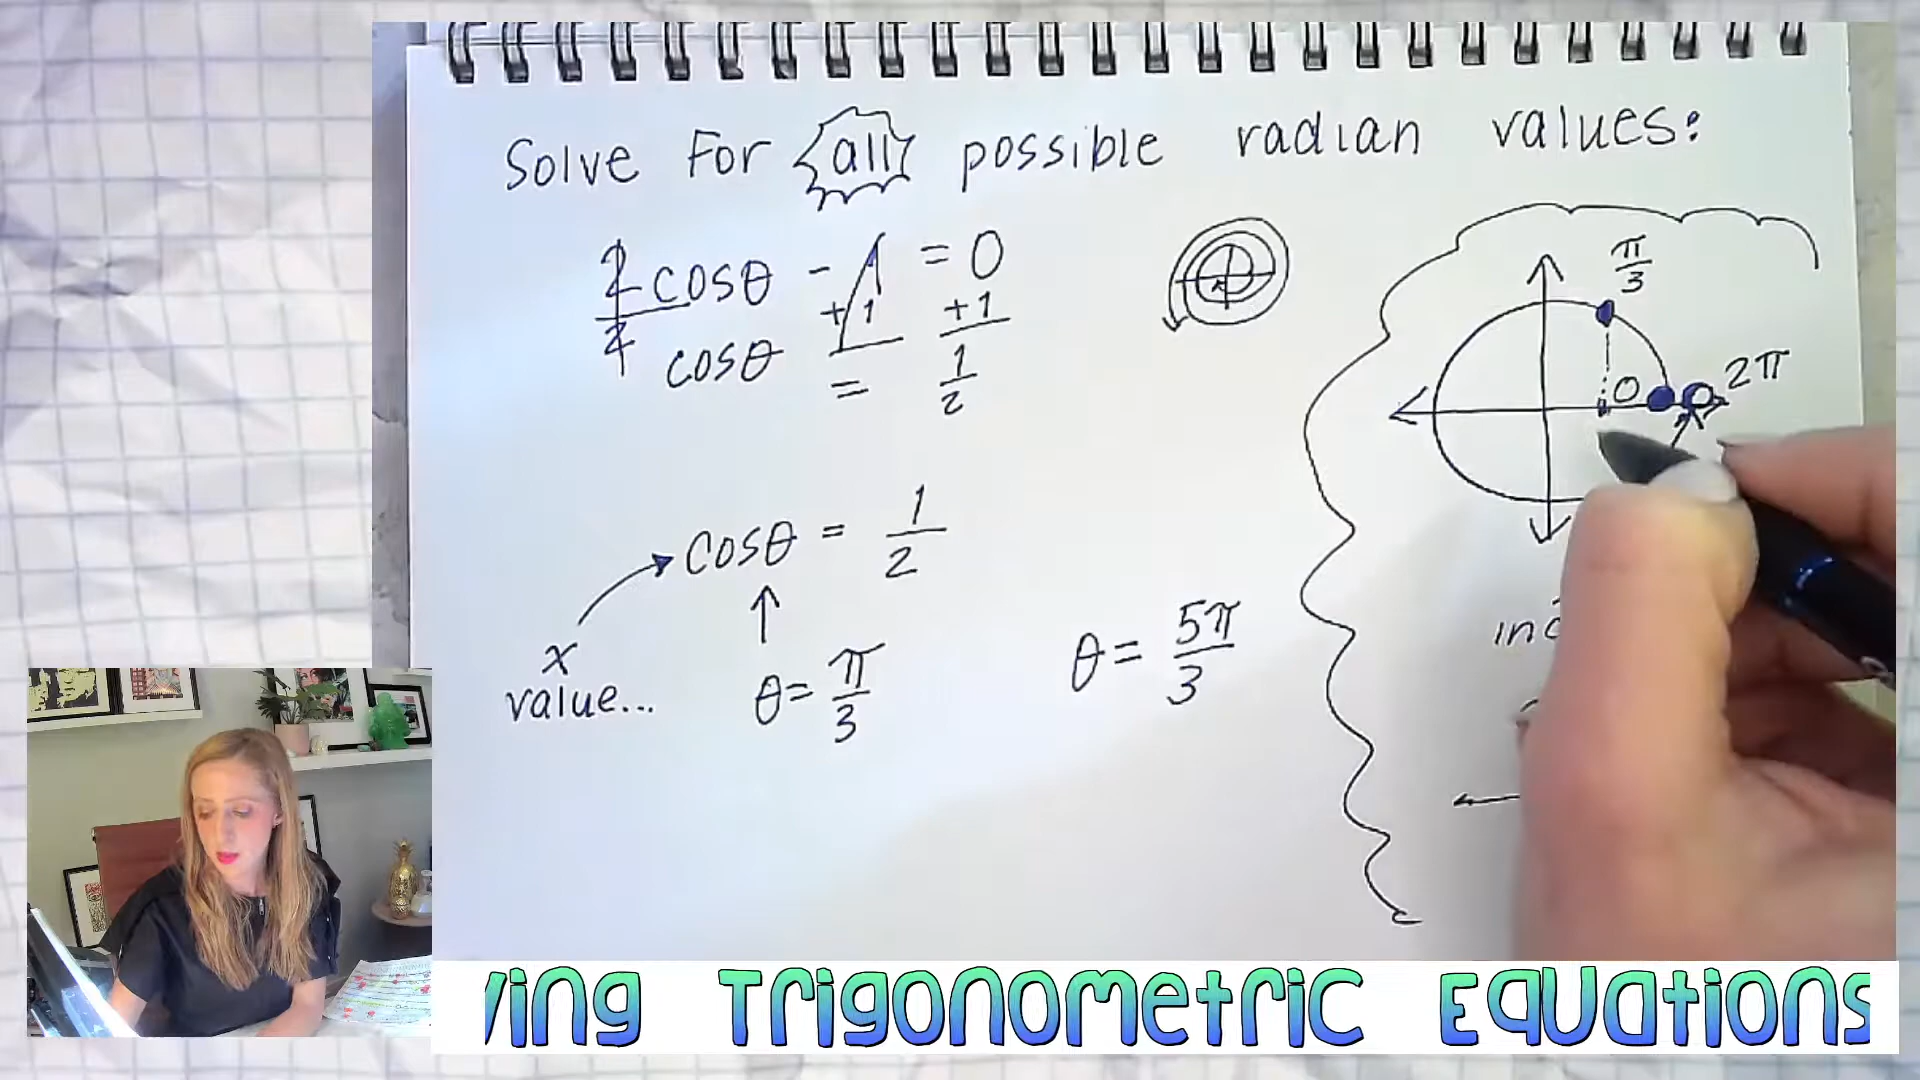 Solve For all possible radian values:
2 cosθ - 1 = 0
+1 +1
2
cosθ = 1/2
π/3
0 2π
cosθ = 1/2
x
value...
θ = π/3
θ = 5π/3
ving Trigonometric Equations